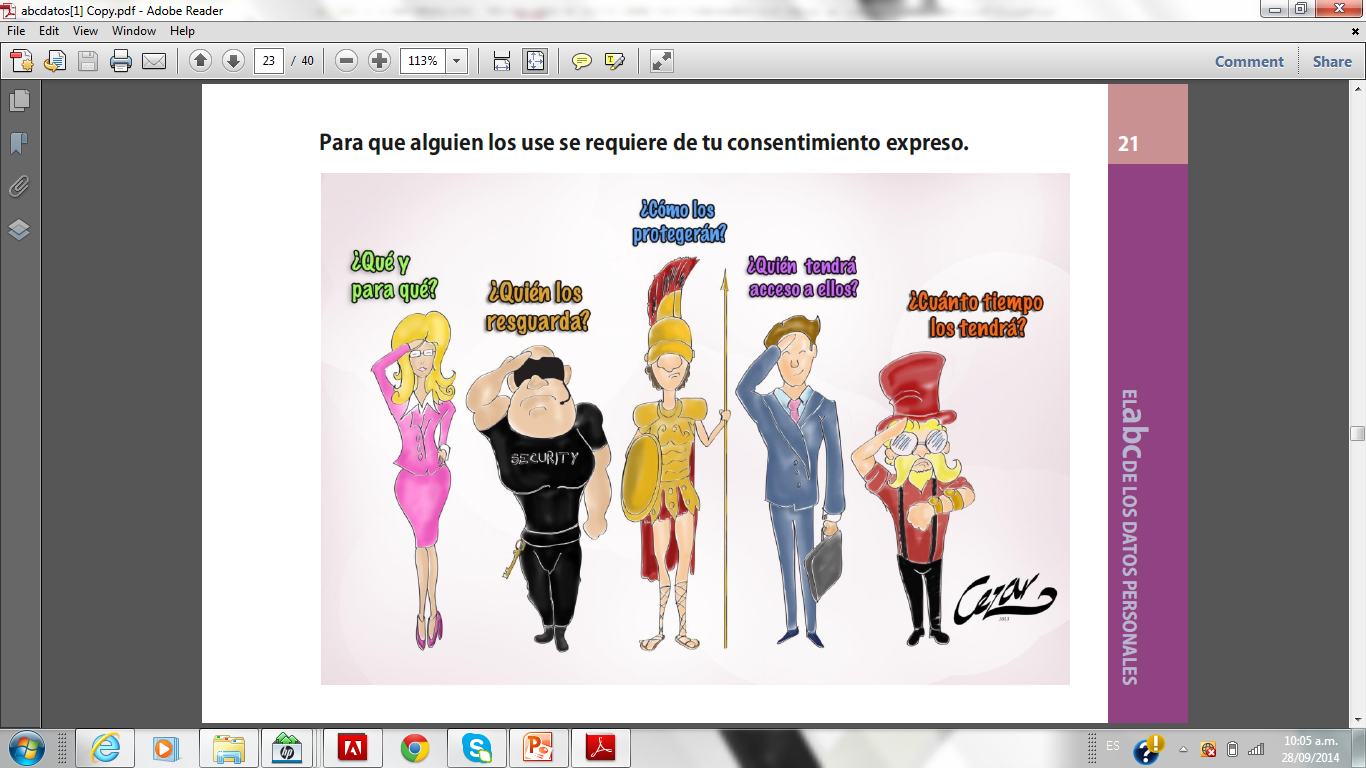 abcdatos[1] Copy.pdf - Adobe Reader
File Edit View Window Help
23 / 40
113%
Comment Share
Para que alguien los use se requiere de tu consentimiento expreso.
21
¿Qué y
para qué?
¿Quién los
resguarda?
¿Cómo los
protegerán?
¿Quién tendrá
acceso a ellos?
¿Cuánto tiempo
los tendrá?
SECURITY
Cezar
2013
EL abc DE LOS DATOS PERSONALES
hp
ES
10:05 a.m.
28/09/2014